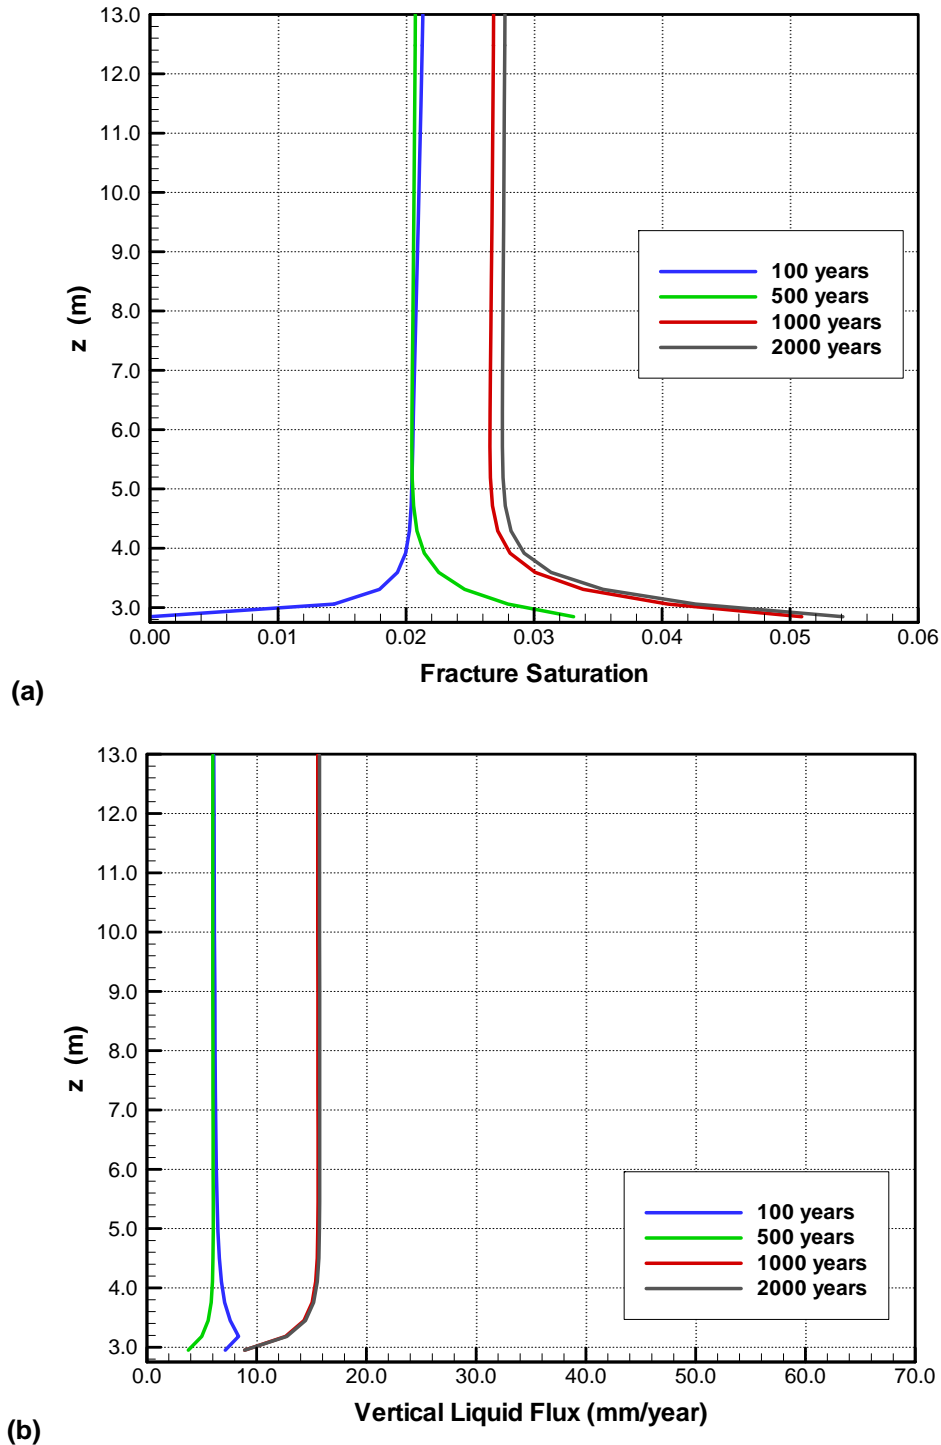 13.0
12.0
11.0
10.0
9.0
8.0
7.0
6.0
5.0
4.0
3.0
z (m)
100 years
500 years
1000 years
2000 years
0.00 0.01 0.02 0.03 0.04 0.05 0.06
Fracture Saturation
(a)
13.0
12.0
11.0
10.0
9.0
8.0
7.0
6.0
5.0
4.0
3.0
z (m)
100 years
500 years
1000 years
2000 years
0.0 10.0 20.0 30.0 40.0 50.0 60.0 70.0
Vertical Liquid Flux (mm/year)
(b)